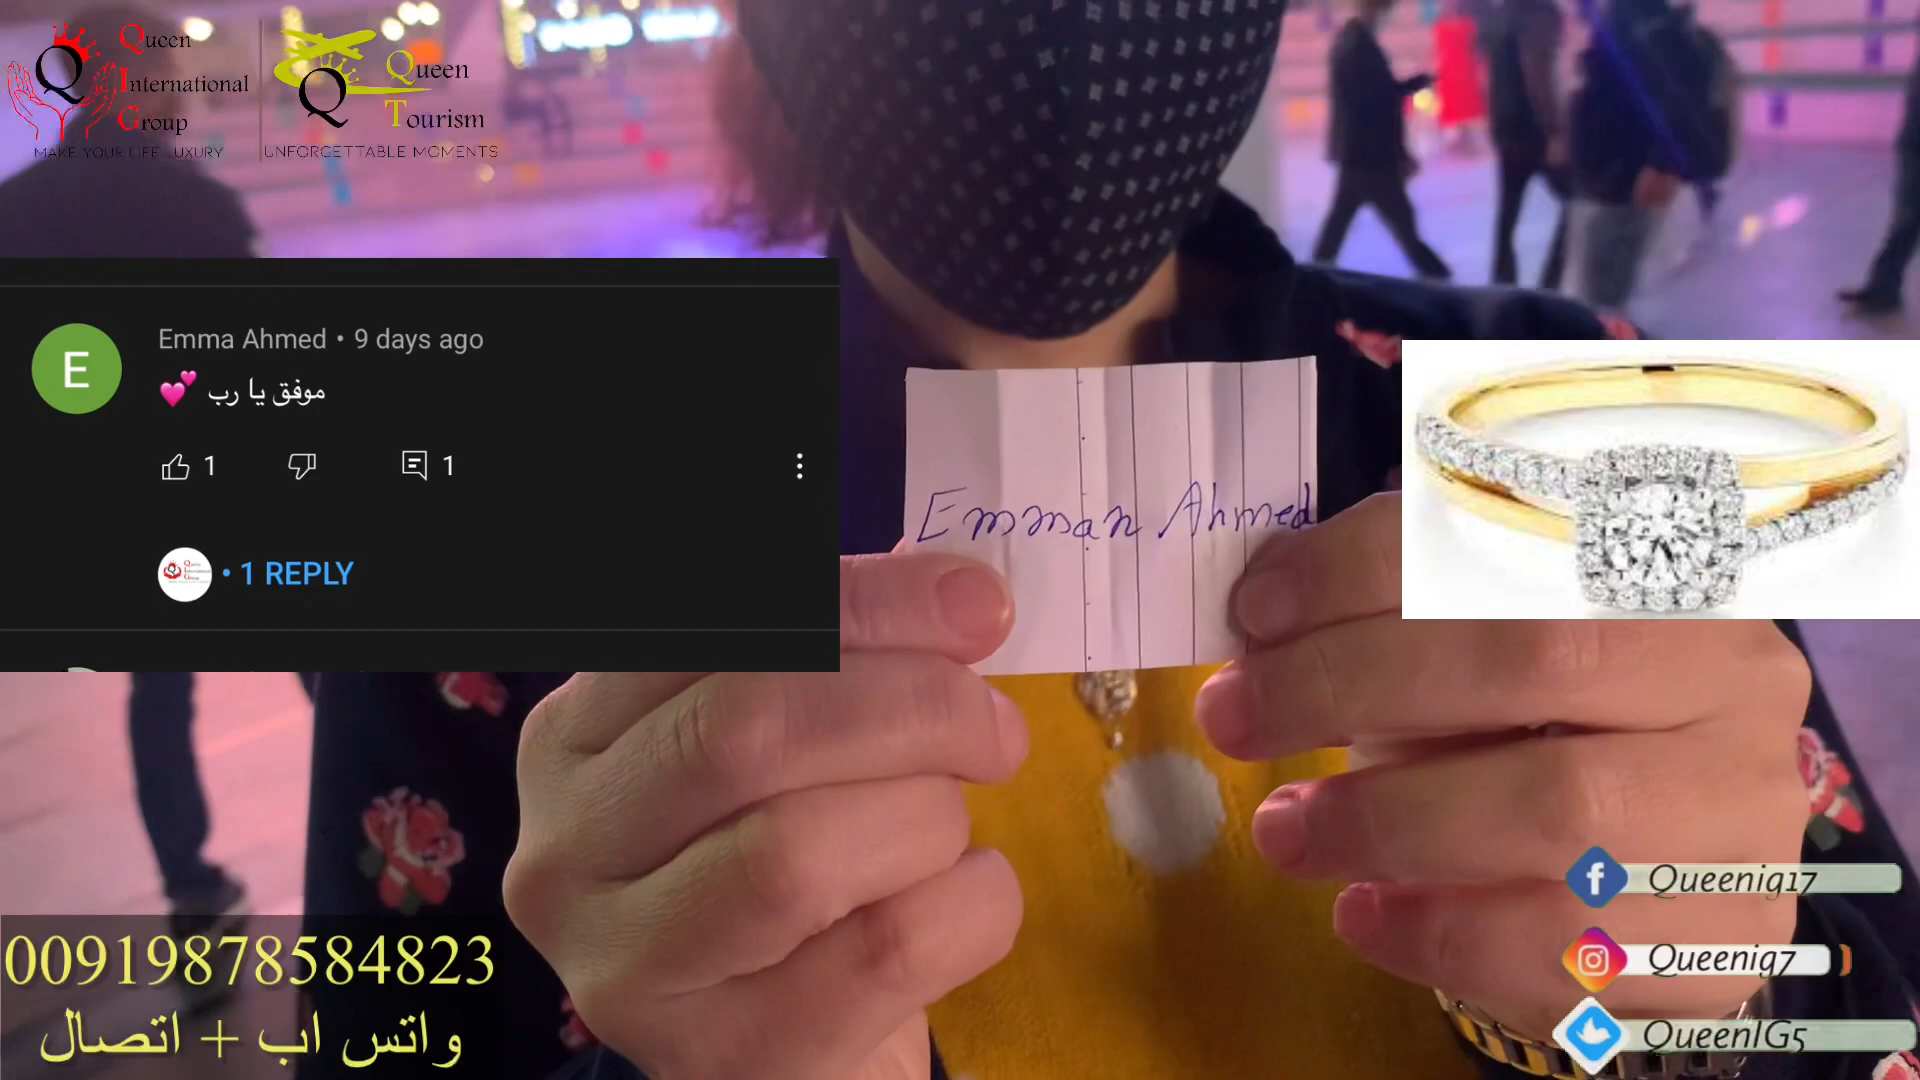 Queen
International
Group
MAKE YOUR LIFE LUXURY
Queen
Tourism
UNFORGETTABLE MOMENTS
E
Emma Ahmed • 9 days ago
موفق يا رب 💕
1 1
• 1 REPLY
Emman Ahmed
Queenig17
Queenig7
QueenIG5
00919878584823
واتس اب + اتصال